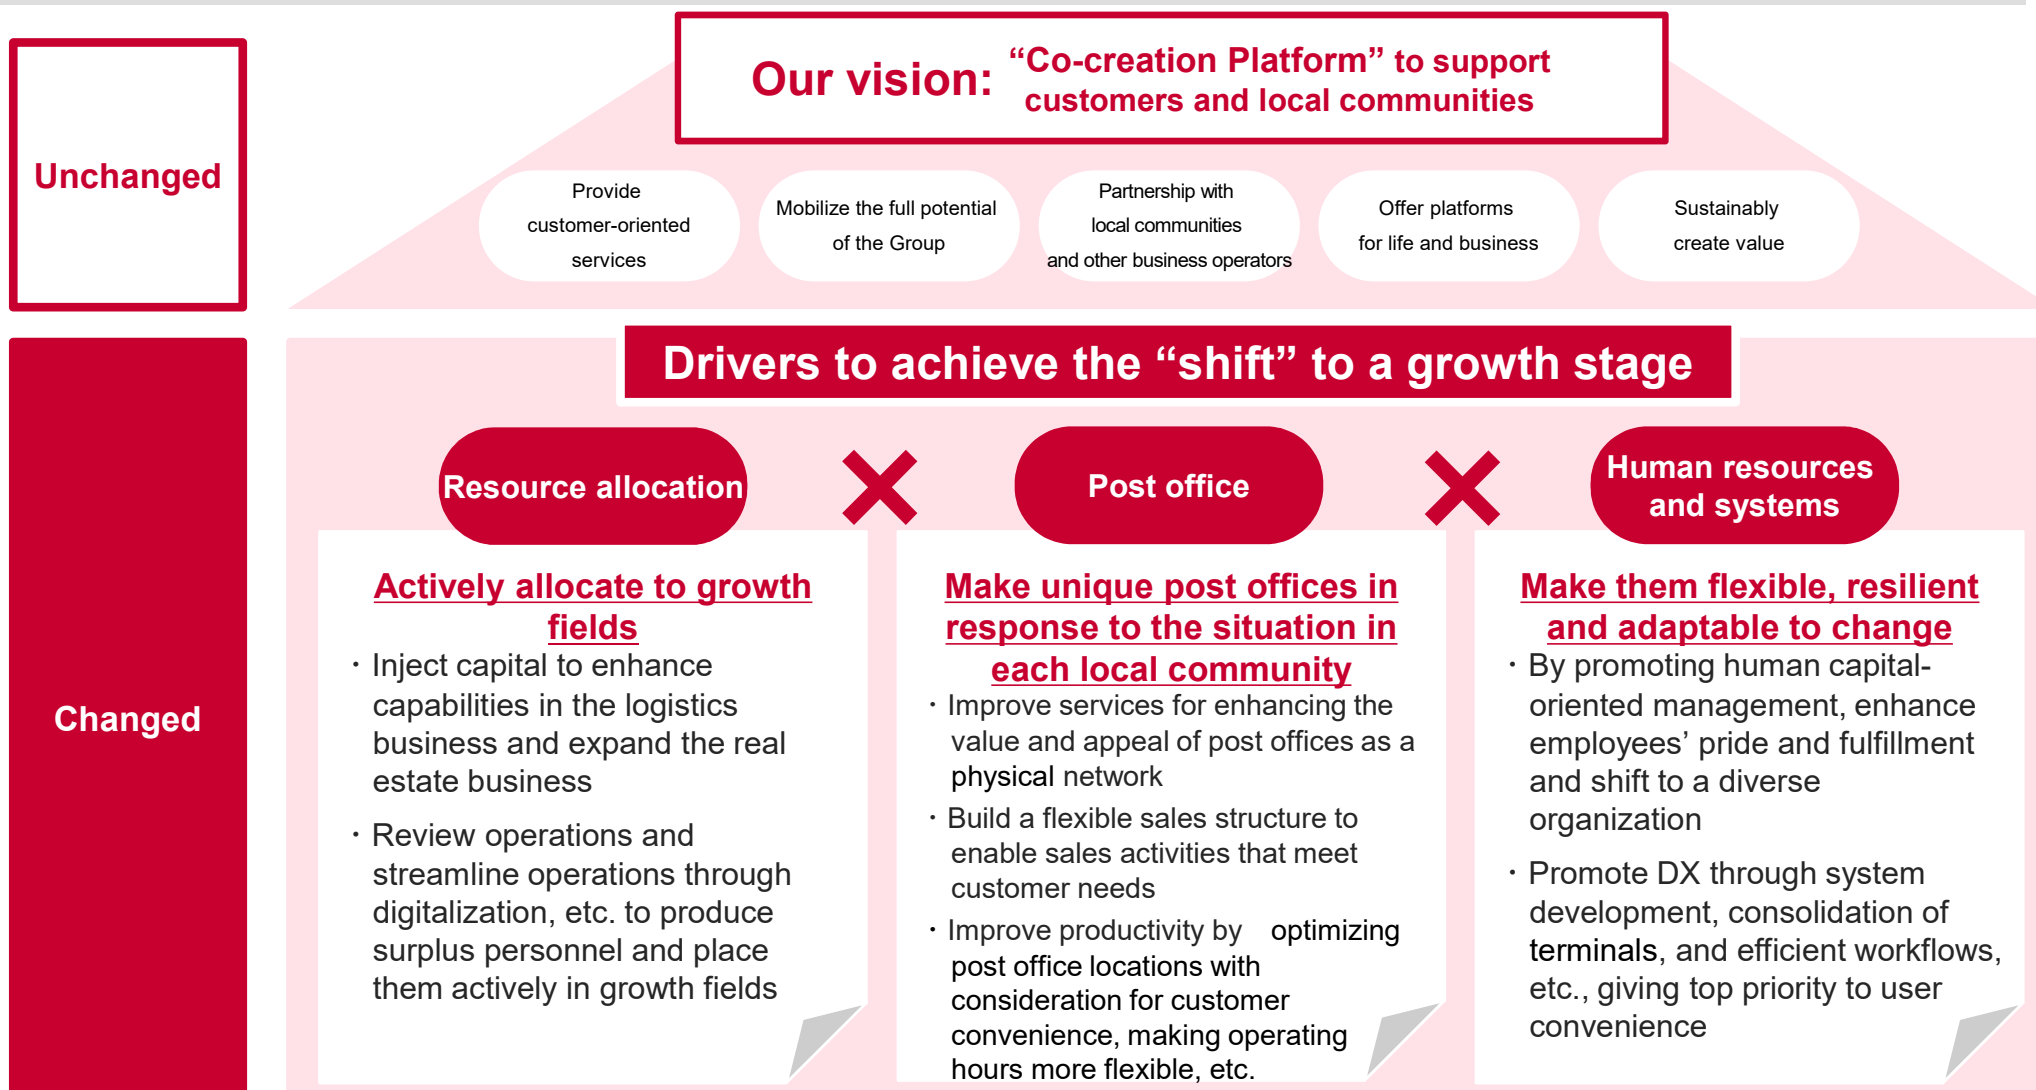 Unchanged
Our vision:
“Co-creation Platform” to support
customers and local communities
Provide
customer-oriented
services
Mobilize the full potential
of the Group
Partnership with
local communities
and other business operators
Offer platforms
for life and business
Sustainably
create value
Changed
Drivers to achieve the “shift” to a growth stage
Resource allocation
Actively allocate to growth
fields
・Inject capital to enhance
capabilities in the logistics
business and expand the real
estate business
・Review operations and
streamline operations through
digitalization, etc. to produce
surplus personnel and place
them actively in growth fields
Post office
Make unique post offices in
response to the situation in
each local community
・Improve services for enhancing the
value and appeal of post offices as a
physical network
・Build a flexible sales structure to
enable sales activities that meet
customer needs
・Improve productivity by optimizing
post office locations with
consideration for customer
convenience, making operating
hours more flexible, etc.
Human resources
and systems
Make them flexible, resilient
and adaptable to change
・By promoting human capital-
oriented management, enhance
employees’ pride and fulfillment
and shift to a diverse
organization
・Promote DX through system
development, consolidation of
terminals, and efficient workflows,
etc., giving top priority to user
convenience